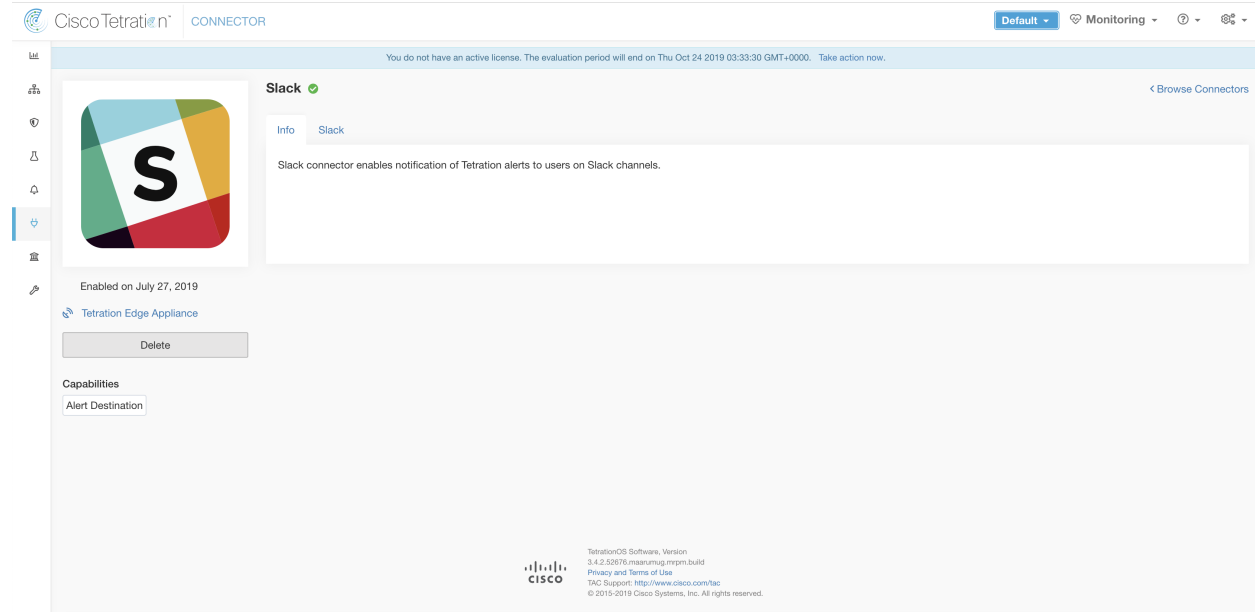 Cisco Tetration™ CONNECTOR Default Monitoring
You do not have an active license. The evaluation period will end on Thu Oct 24 2019 03:33:30 GMT+0000. Take action now.
Slack
Browse Connectors
Info Slack
Slack connector enables notification of Tetration alerts to users on Slack channels.
S
Enabled on July 27, 2019
Tetration Edge Appliance
Delete
Capabilities
Alert Destination
CISCO
TetrationOS Software, Version
3.4.2.52676.maarumug.mrpm.build
Privacy and Terms of Use
TAC Support: http://www.cisco.com/tac
© 2015-2019 Cisco Systems, Inc. All rights reserved.